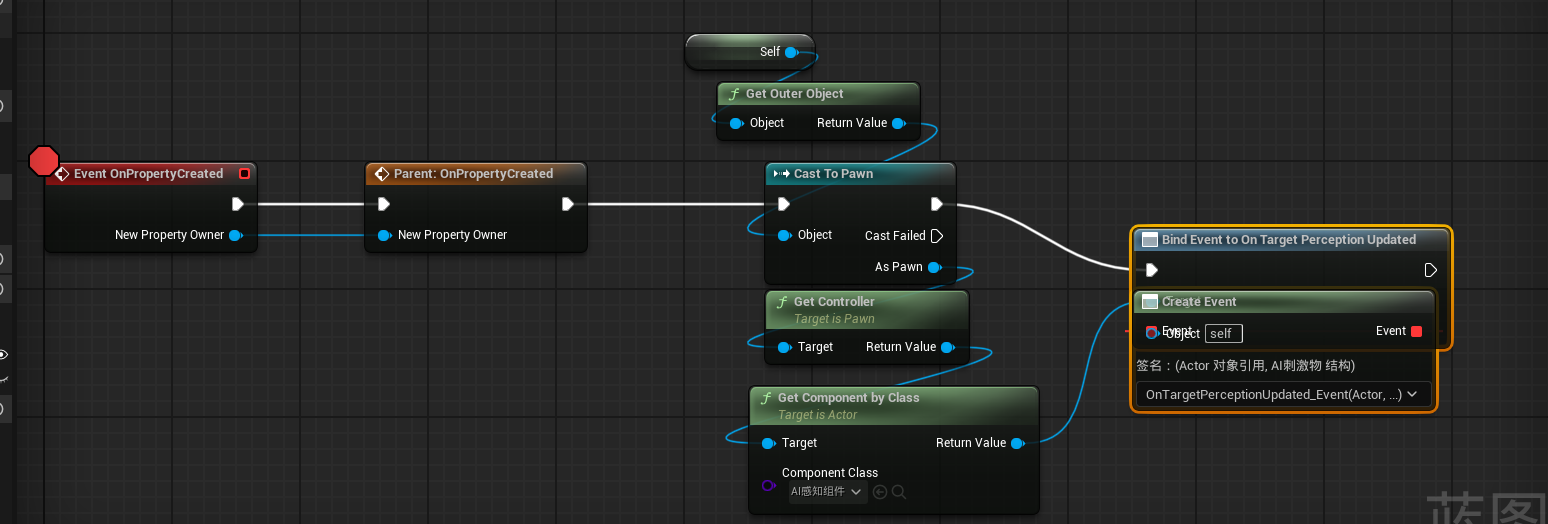 Self
Get Outer Object
Object
Return Value
Event OnPropertyCreated
New Property Owner
Parent: OnPropertyCreated
New Property Owner
Cast To Pawn
Object
Cast Failed
As Pawn
Get Controller
Target is Pawn
Target
Return Value
Get Component by Class
Target is Actor
Target
Return Value
Component Class
AI感知组件
Bind Event to On Target Perception Updated
Create Event
Event
Object
self
Event
签名：(Actor 对象引用, AI刺激物 结构)
OnTargetPerceptionUpdated_Event(Actor, ...)
蓝图